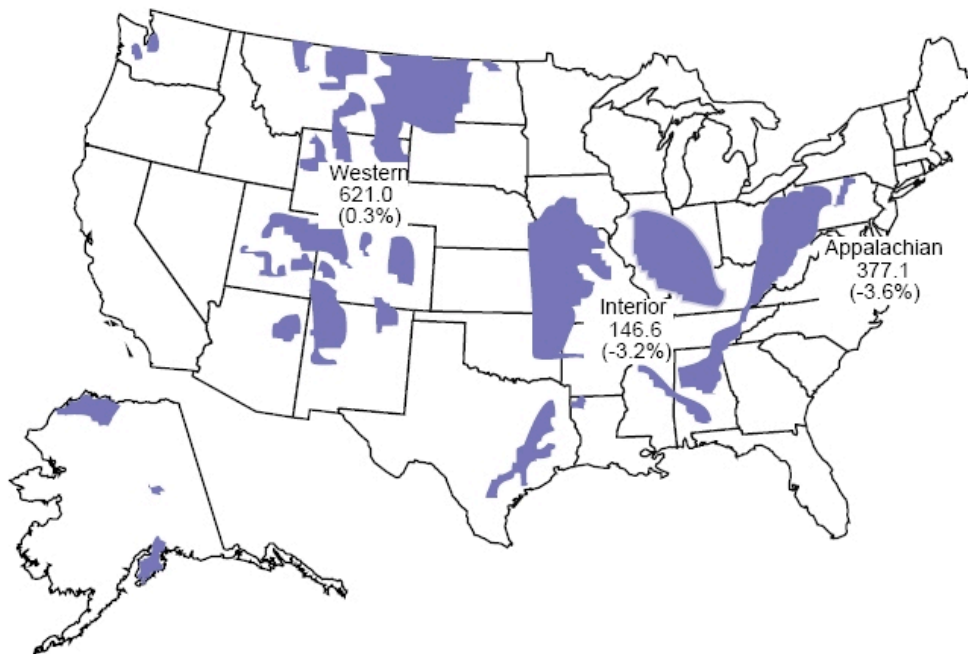 Western
621.0
(0.3%)
Appalachian
377.1
(-3.6%)
Interior
146.6
(-3.2%)